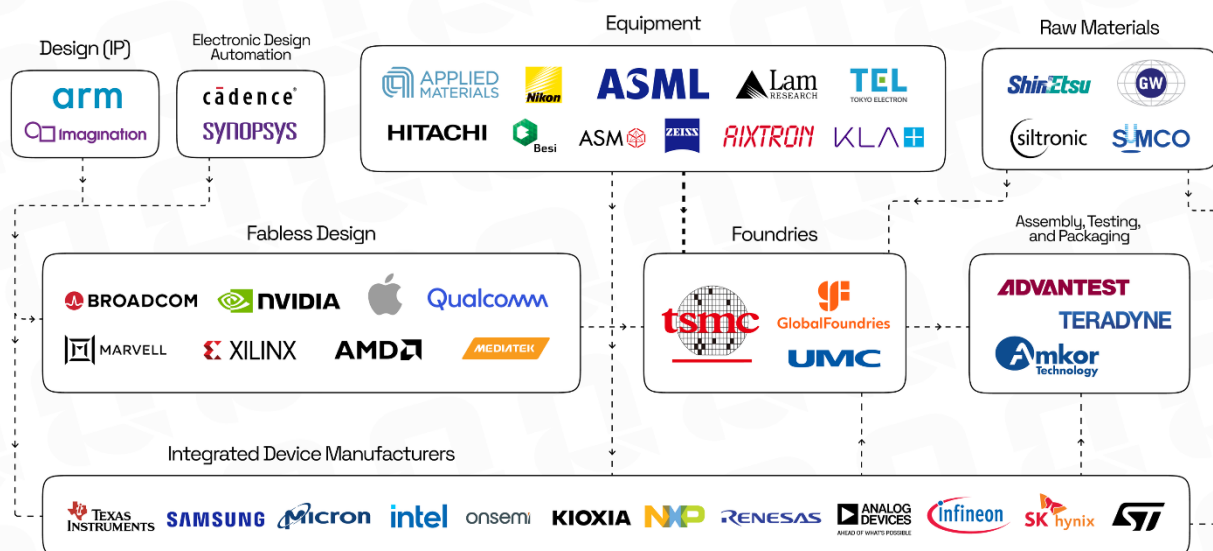 Design (IP)
arm
Imagination
Electronic Design
Automation
cādence®
SYNOPSYS
Equipment
APPLIED
MATERIALS
Nikon
ASML
Lam
RESEARCH
TEL
TOKYO ELECTRON
HITACHI
Besi
ASM
ZEISS
AIXTRON
KLA
Raw Materials
ShinEtsu
GW
siltronic
SUMCO
Fabless Design
BROADCOM
NVIDIA
Qualcomm
MARVELL
XILINX
AMD
MEDIATEK
Foundries
tsmc
GF
GlobalFoundries
UMC
Assembly, Testing,
and Packaging
ADVANTEST
TERADYNE
Amkor
Technology
Integrated Device Manufacturers
TEXAS
INSTRUMENTS
SAMSUNG
Micron
intel
onsemi
KIOXIA
NXP
RENESAS
ANALOG
DEVICES
AHEAD OF WHAT'S POSSIBLE
infineon
SK hynix
ST